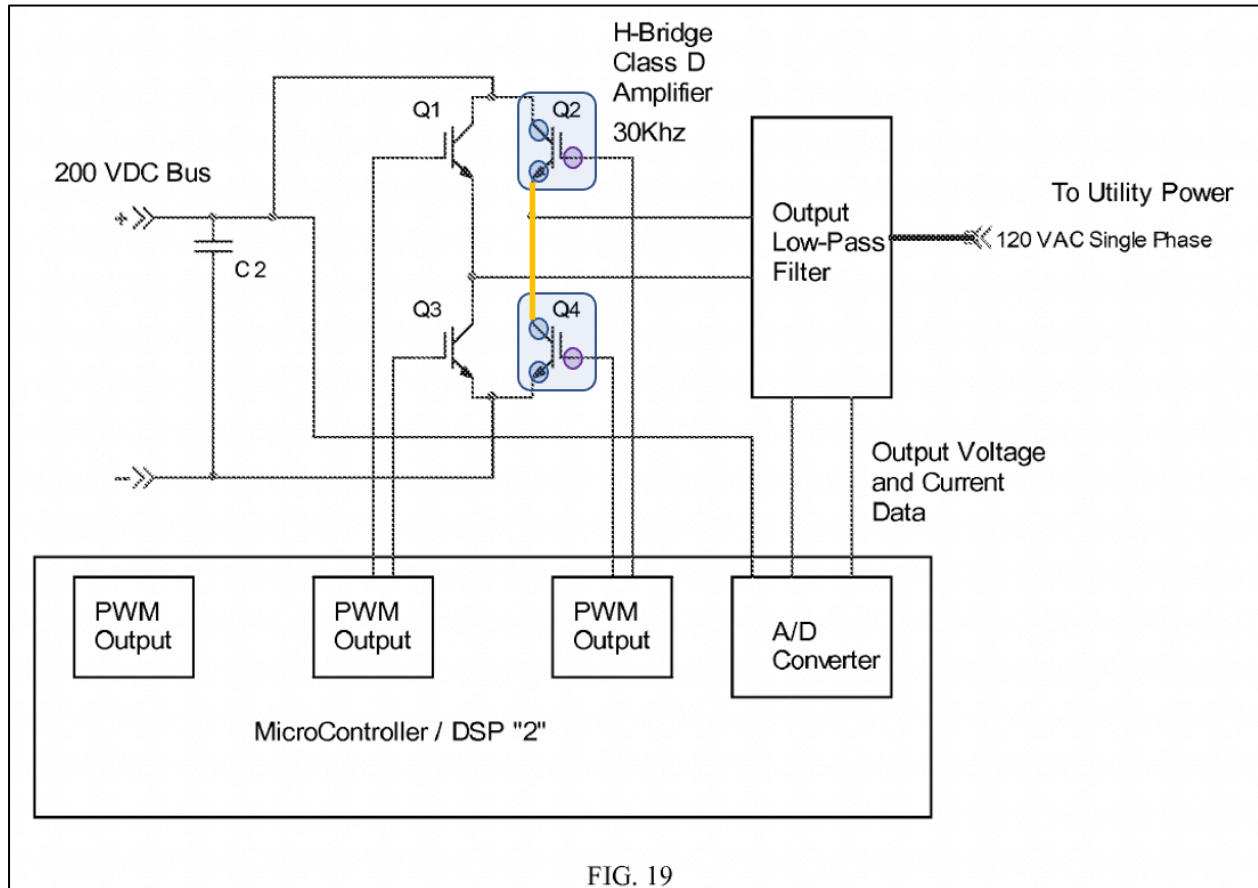 H-Bridge
Class D
Amplifier
30Khz
Q1
Q2
200 VDC Bus
+
C 2
Q3
Q4
--
Output
Low-Pass
Filter
To Utility Power
120 VAC Single Phase
Output Voltage
and Current
Data
PWM
Output
PWM
Output
PWM
Output
A/D
Converter
MicroController / DSP "2"
FIG. 19